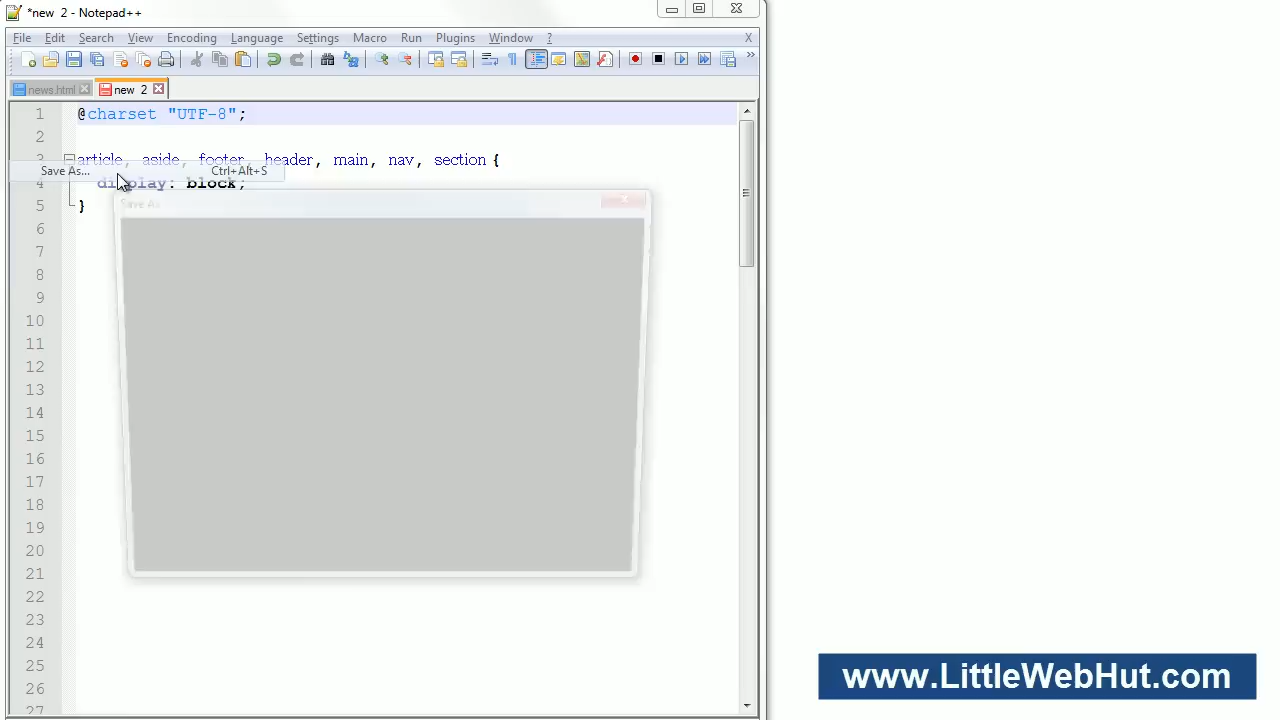 *new  2 - Notepad++
File Edit Search View Encoding Language Settings Macro Run Plugins Window ? X
news.html new 2
1 @charset "UTF-8";
2
3 article, aside, footer, header, main, nav, section {
Save As... Ctrl+Alt+S
4 display: block;
5 }
Save As
6
7
8
9
10
11
12
13
14
15
16
17
18
19
20
21
22
23
24
25
26
27
www.LittleWebHut.com